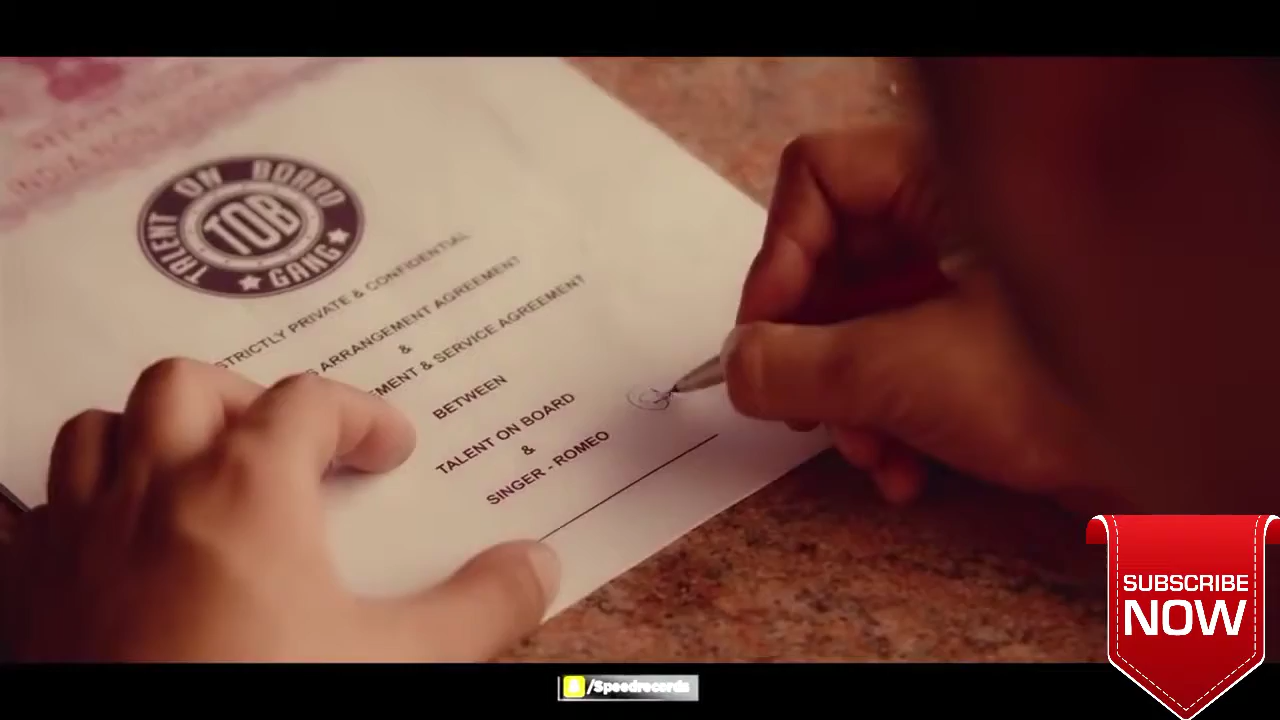 TALENT ON BOARD
TOB
GANG
STRICTLY PRIVATE & CONFIDENTIAL
ARRANGEMENT AGREEMENT
&
& SERVICE AGREEMENT
BETWEEN
TALENT ON BOARD
&
SINGER - ROMEO
SUBSCRIBE
NOW
/Speedrecords